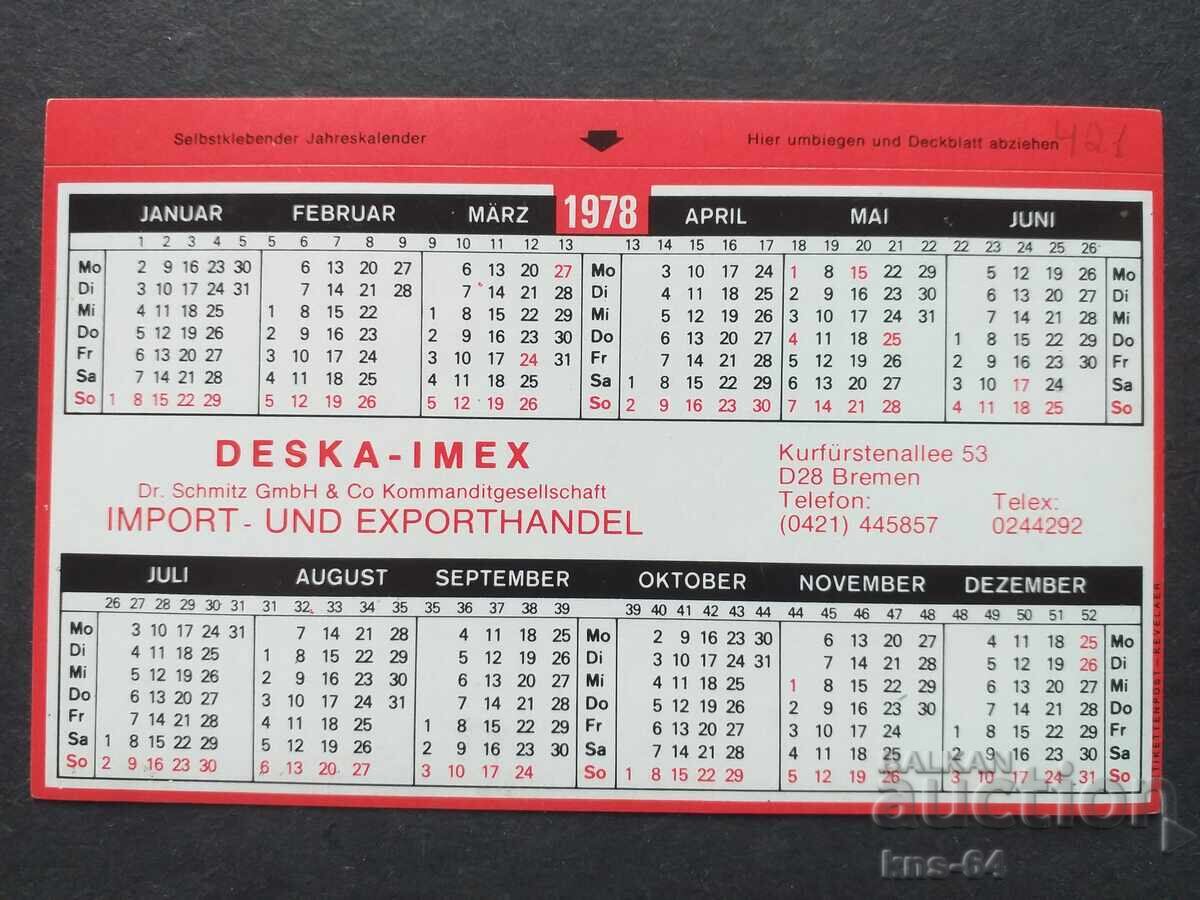 Selbstklebender Jahreskalender Hier umbiegen und Deckblatt abziehen 421
JANUAR FEBRUAR MÄRZ 1978 APRIL MAI JUNI
1 2 3 4 5 5 6 7 8 9 9 10 11 12 13 13 14 15 16 17 18 19 20 21 22 22 23 24 25 26
Mo 2 9 16 23 30 6 13 20 27 6 13 20 27 Mo 3 10 17 24 1 8 15 22 29 5 12 19 26 Mo
Di 3 10 17 24 31 7 14 21 28 7 14 21 28 Di 4 11 18 25 2 9 16 23 30 6 13 20 27 Di
Mi 4 11 18 25 1 8 15 22 1 8 15 22 29 Mi 5 12 19 26 3 10 17 24 31 7 14 21 28 Mi
Do 5 12 19 26 2 9 16 23 2 9 16 23 30 Do 6 13 20 27 4 11 18 25 1 8 15 22 29 Do
Fr 6 13 20 27 3 10 17 24 3 10 17 24 31 Fr 7 14 21 28 5 12 19 26 2 9 16 23 30 Fr
Sa 7 14 21 28 4 11 18 25 4 11 18 25 Sa 1 8 15 22 29 6 13 20 27 3 10 17 24 Sa
So 1 8 15 22 29 5 12 19 26 5 12 19 26 So 2 9 16 23 30 7 14 21 28 4 11 18 25 So
DESKA-IMEX
Dr. Schmitz GmbH & Co Kommanditgesellschaft
IMPORT- UND EXPORTHANDEL
Kurfürstenallee 53
D28 Bremen
Telefon: Telex:
(0421) 445857 0244292
JULI AUGUST SEPTEMBER OKTOBER NOVEMBER DEZEMBER
26 27 28 29 30 31 31 32 33 34 35 35 36 37 38 39 39 40 41 42 43 44 44 45 46 47 48 48 49 50 51 52
Mo 3 10 17 24 31 7 14 21 28 4 11 18 25 Mo 2 9 16 23 30 6 13 20 27 4 11 18 25 Mo
Di 4 11 18 25 1 8 15 22 29 5 12 19 26 Di 3 10 17 24 31 7 14 21 28 5 12 19 26 Di
Mi 5 12 19 26 2 9 16 23 30 6 13 20 27 Mi 4 11 18 25 1 8 15 22 29 6 13 20 27 Mi
Do 6 13 20 27 3 10 17 24 31 7 14 21 28 Do 5 12 19 26 2 9 16 23 30 7 14 21 28 Do
Fr 7 14 21 28 4 11 18 25 1 8 15 22 29 Fr 6 13 20 27 3 10 17 24 1 8 15 22 29 Fr
Sa 1 8 15 22 29 5 12 19 26 2 9 16 23 30 Sa 7 14 21 28 4 11 18 25 2 9 16 23 30 Sa
So 2 9 16 23 30 6 13 20 27 3 10 17 24 So 1 8 15 22 29 5 12 19 26 3 10 17 24 31 So
ETIKETTENPOST-KEVELAER
BALKAN
auction
kns-64